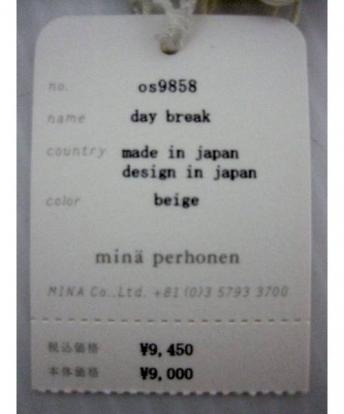 no. os9858
name day break
country made in japan
design in japan
color beige
minä perhonen
MINA Co.,Ltd. +81 (0)3 5793 3700
税込価格 ¥9,450
本体価格 ¥9,000